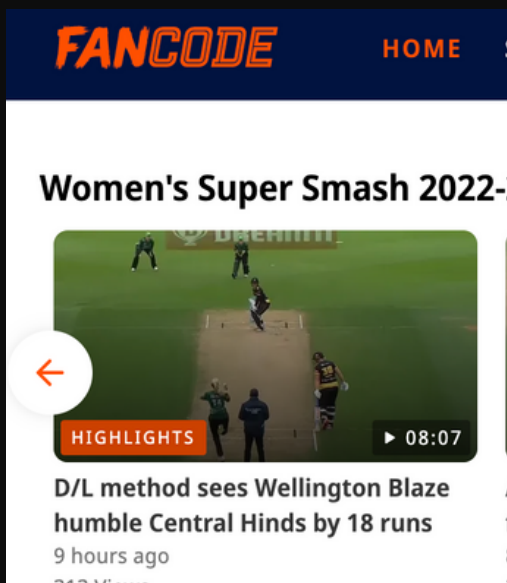 FANCODE
HOME
Women's Super Smash 2022-
DREAM11
HIGHLIGHTS
08:07
D/L method sees Wellington Blaze
humble Central Hinds by 18 runs
9 hours ago